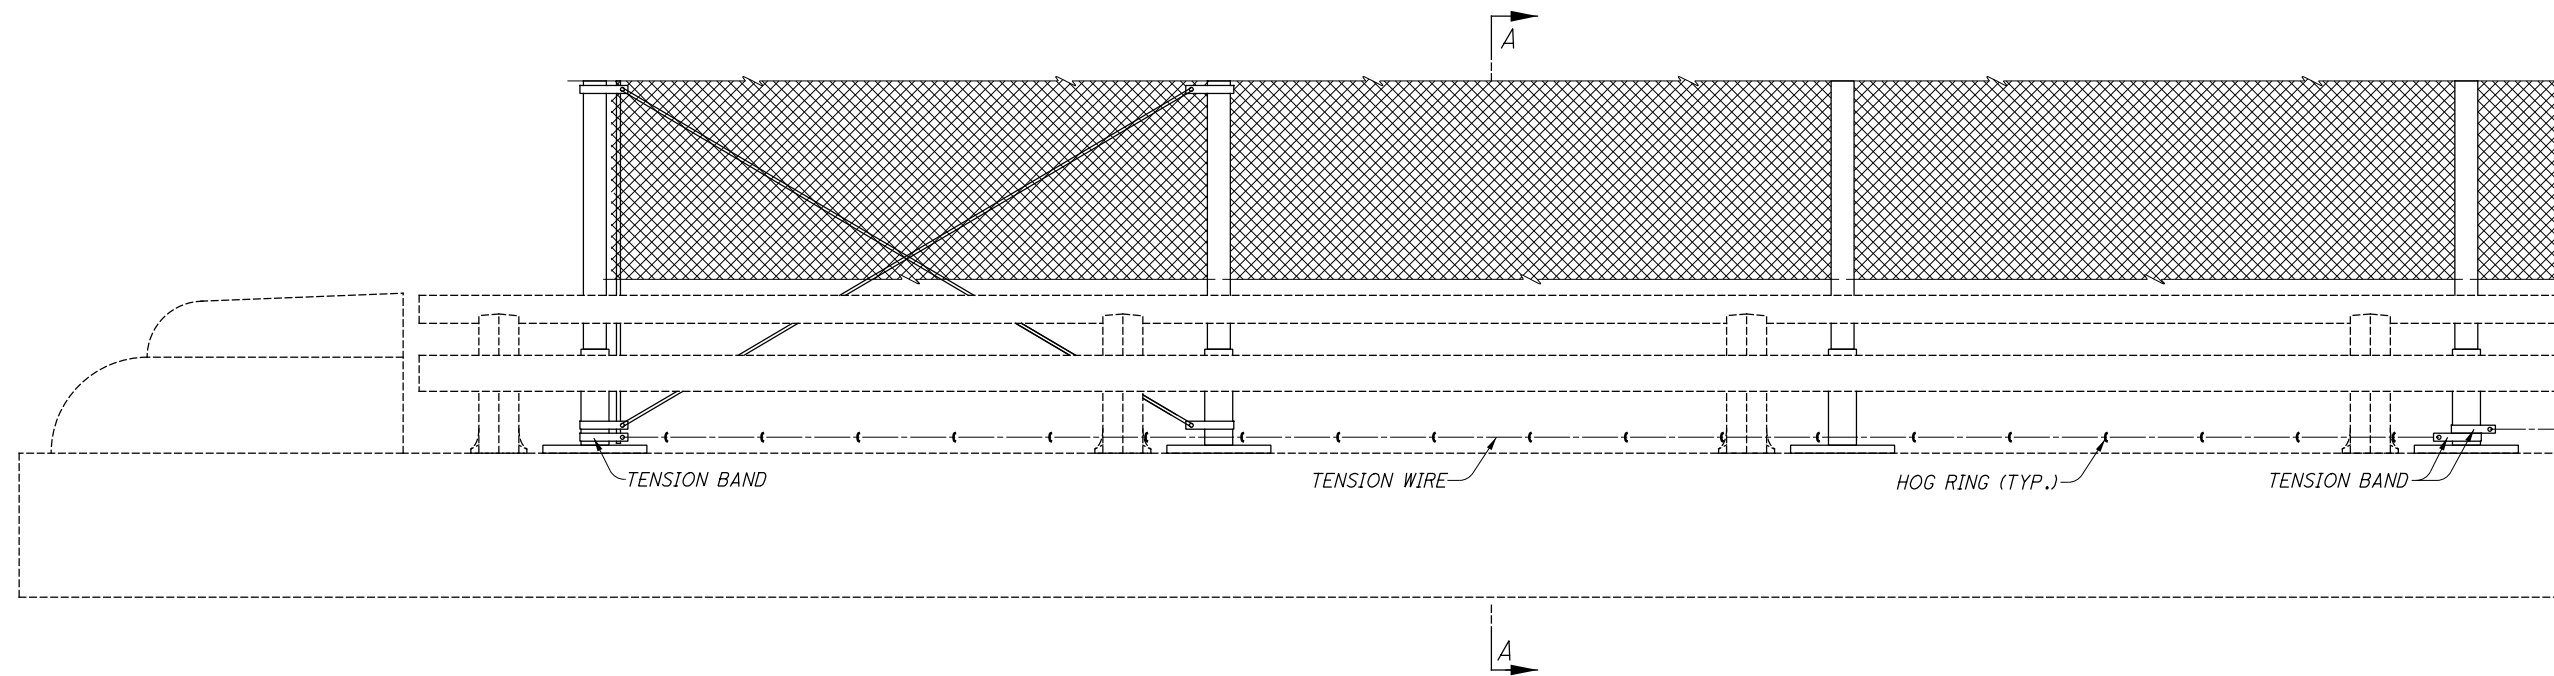 A
TENSION BAND
TENSION WIRE
HOG RING (TYP.)
TENSION BAND
A